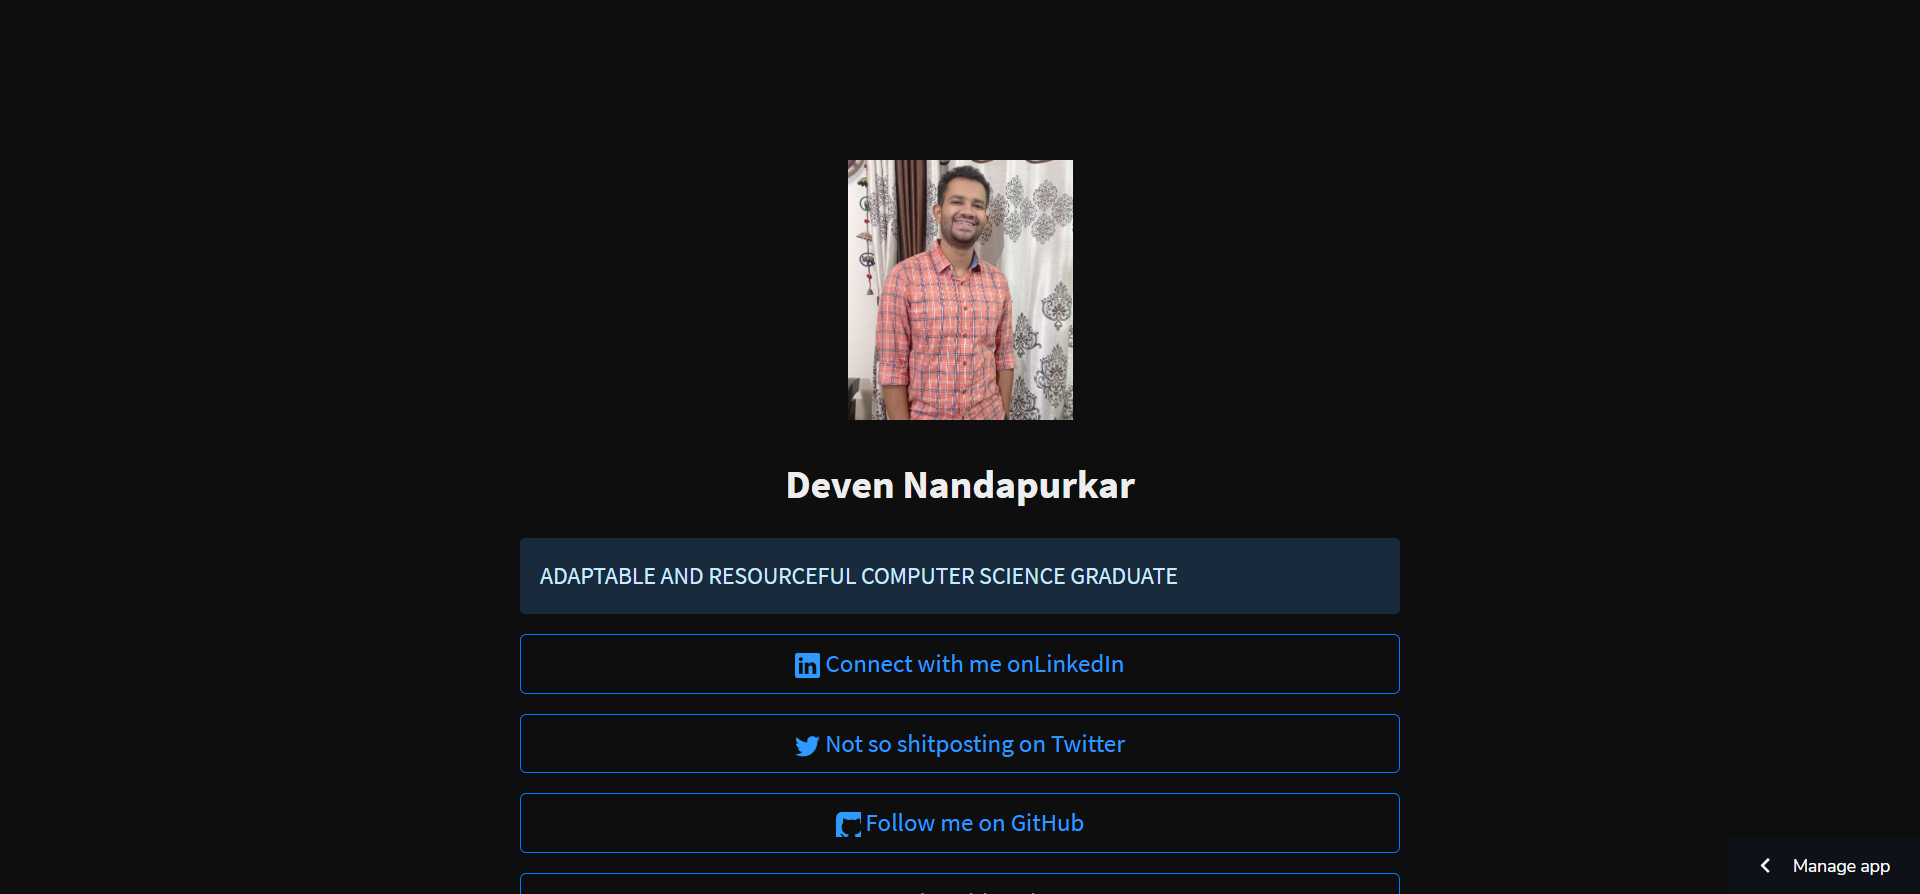 Deven Nandapurkar
ADAPTABLE AND RESOURCEFUL COMPUTER SCIENCE GRADUATE
in Connect with me onLinkedIn
Not so shitposting on Twitter
Follow me on GitHub
Manage app